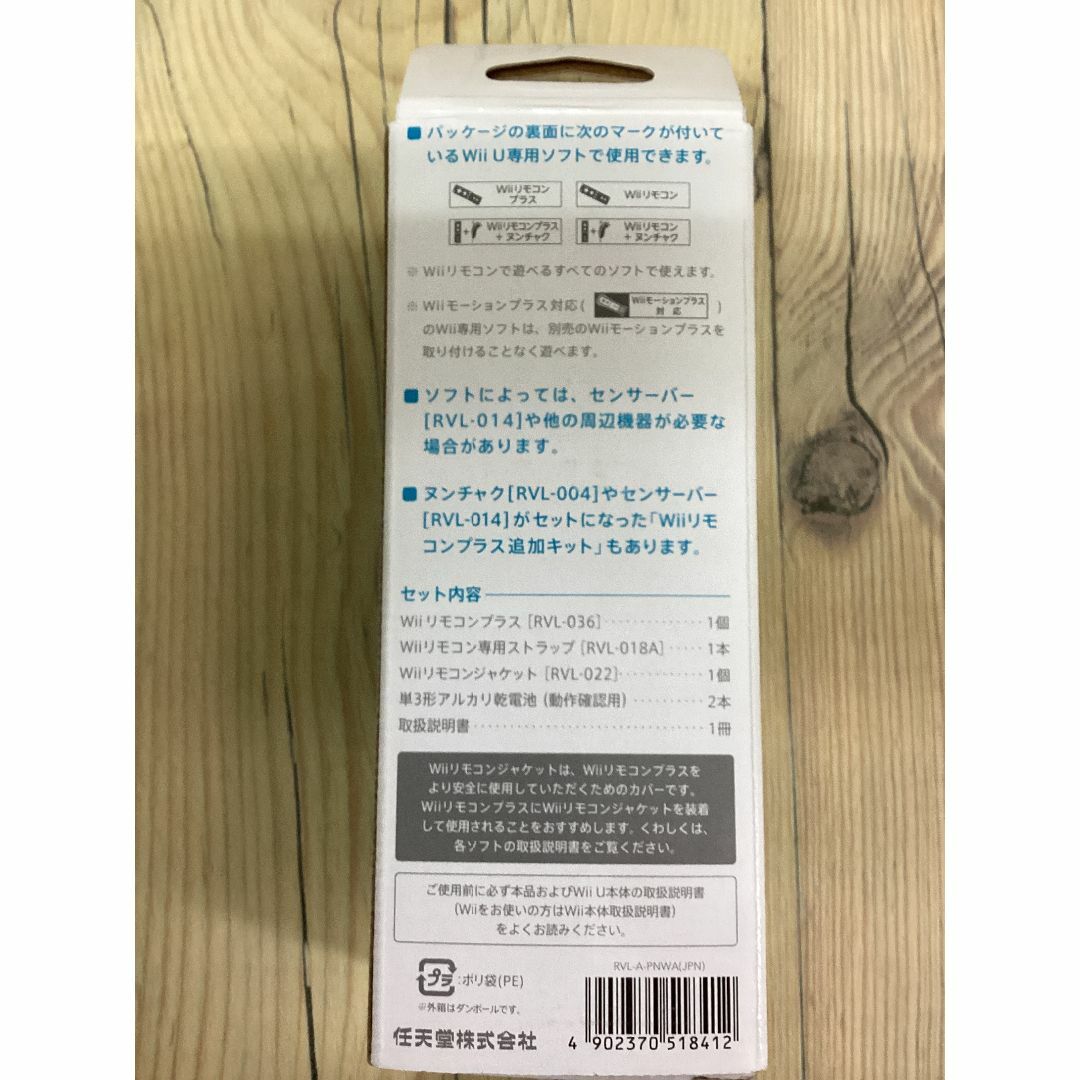 ■ パッケージの裏面に次のマークが付いて
いるWii U専用ソフトで使用できます。
Wiiリモコン
プラス
Wiiリモコン
Wiiリモコンプラス
+ ヌンチャク
Wiiリモコン
+ ヌンチャク
※ Wiiリモコンで遊べるすべてのソフトで使えます。
※ Wiiモーションプラス対応( Wiiモーションプラス 対 応 )
のWii専用ソフトは、別売のWiiモーションプラスを
取り付けることなく遊べます。
■ ソフトによっては、センサーバー
[RVL-014]や他の周辺機器が必要な
場合があります。
■ ヌンチャク[RVL-004]やセンサーバー
[RVL-014]がセットになった「Wiiリモ
コンプラス追加キット」もあります。
セット内容
Wiiリモコンプラス [RVL-036]・・・・・・・・・・・・・・ 1個
Wiiリモコン専用ストラップ [RVL-018A]・・・・・ 1本
Wiiリモコンジャケット [RVL-022]・・・・・・・・・・・・ 1個
単3形アルカリ乾電池 (動作確認用) ・・・・・・・・・・ 2本
取扱説明書・・・・・・・・・・・・・・・・・・・・・・・・・・・・・・・・ 1冊
Wiiリモコンジャケットは、Wiiリモコンプラスを
より安全に使用していただくためのカバーです。
WiiリモコンプラスにWiiリモコンジャケットを装着
して使用されることをおすすめします。くわしくは、
各ソフトの取扱説明書をご覧ください。
ご使用前に必ず本品およびWii U本体の取扱説明書
(Wiiをお使いの方はWii本体取扱説明書)
をよくお読みください。
プラ :ポリ袋(PE)
※外箱はダンボールです。
任天堂株式会社
RVL-A-PNWA(JPN)
4 902370 518412